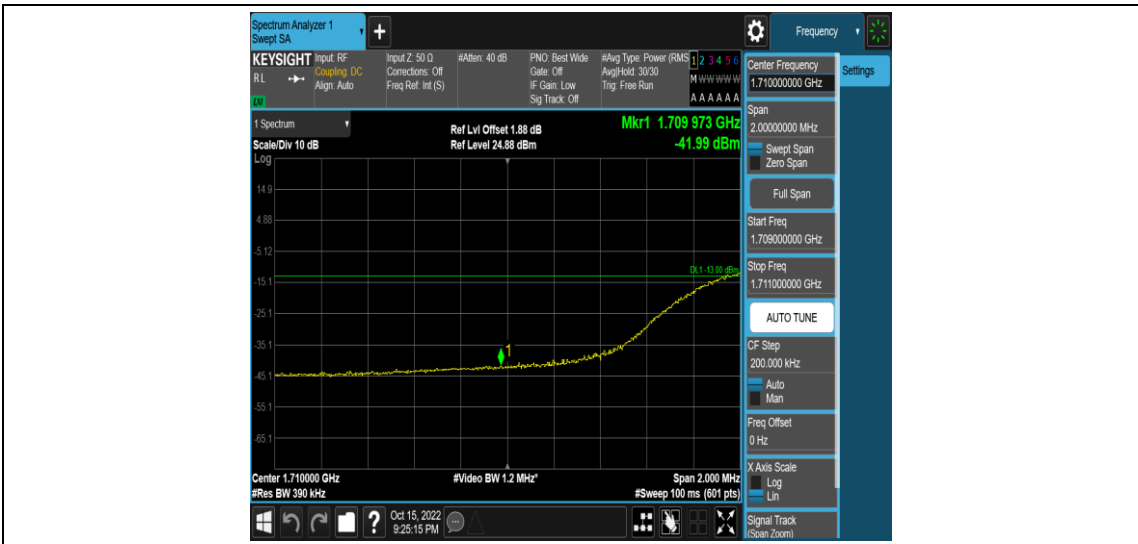 Spectrum Analyzer 1
Swept SA
+
Frequency
KEYSIGHT
RL
LXI
Input: RF
Coupling: DC
Align: Auto
Input Z: 50 Ω
Corrections: Off
Freq Ref: Int (S)
#Atten: 40 dB
PNO: Best Wide
Gate: Off
IF Gain: Low
Sig Track: Off
#Avg Type: Power (RMS
Avg|Hold: 30/30
Trig: Free Run
1 2 3 4 5 6
M W W W W W
A A A A A A
1 Spectrum
Scale/Div 10 dB
Log
Ref Lvl Offset 1.88 dB
Ref Level 24.88 dBm
Mkr1 1.709 973 GHz
-41.99 dBm
14.9
4.88
-5.12
DL1 -13.00 dBm
-15.1
-25.1
-35.1
1
-45.1
-55.1
-65.1
Center 1.710000 GHz
#Res BW 390 kHz
#Video BW 1.2 MHz*
Span 2.000 MHz
#Sweep 100 ms (601 pts)
Oct 15, 2022
9:25:15 PM
?
Center Frequency
1.710000000 GHz
Settings
Span
2.00000000 MHz
Swept Span
Zero Span
Full Span
Start Freq
1.709000000 GHz
Stop Freq
1.711000000 GHz
AUTO TUNE
CF Step
200.000 kHz
Auto
Man
Freq Offset
0 Hz
X Axis Scale
Log
Lin
Signal Track
(Span Zoom)